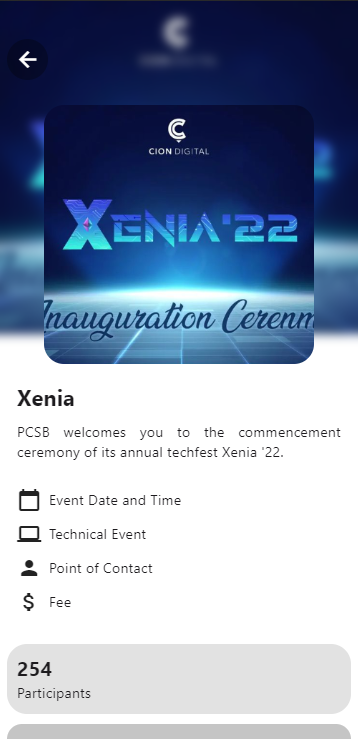 CION DIGITAL
XENIA'22
Inauguration Ceremn
Xenia
PCSB welcomes you to the commencement
ceremony of its annual techfest Xenia '22.
Event Date and Time
Technical Event
Point of Contact
Fee
254
Participants